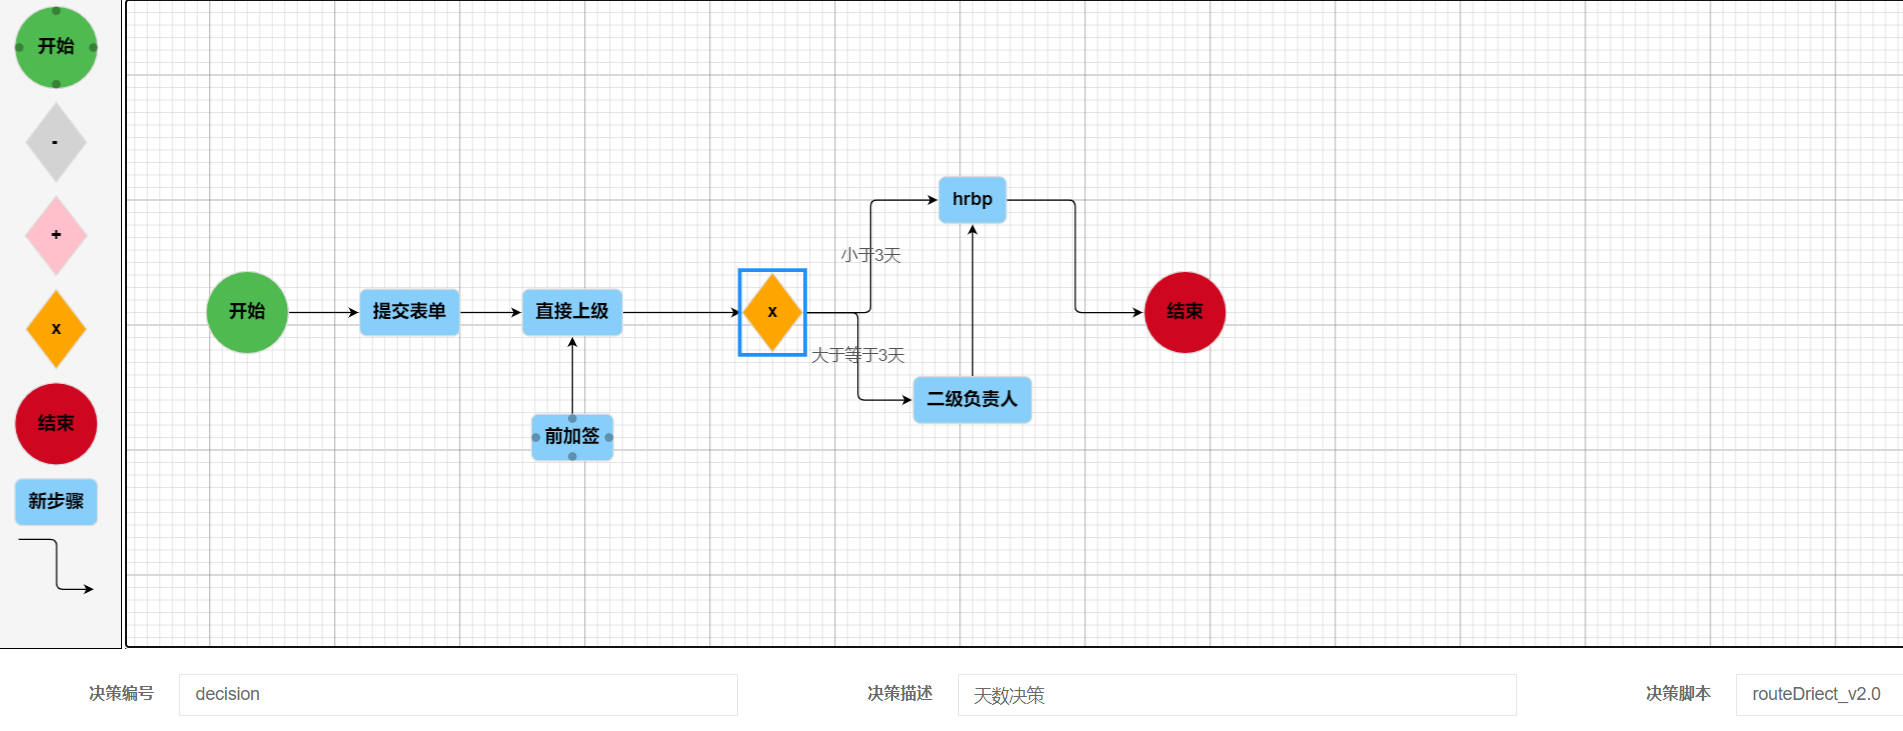 开始
-
+
x
结束
新步骤
开始
提交表单
直接上级
前加签
x
小于3天
大于等于3天
hrbp
二级负责人
结束
决策编号 decision 决策描述 天数决策 决策脚本 routeDriect_v2.0